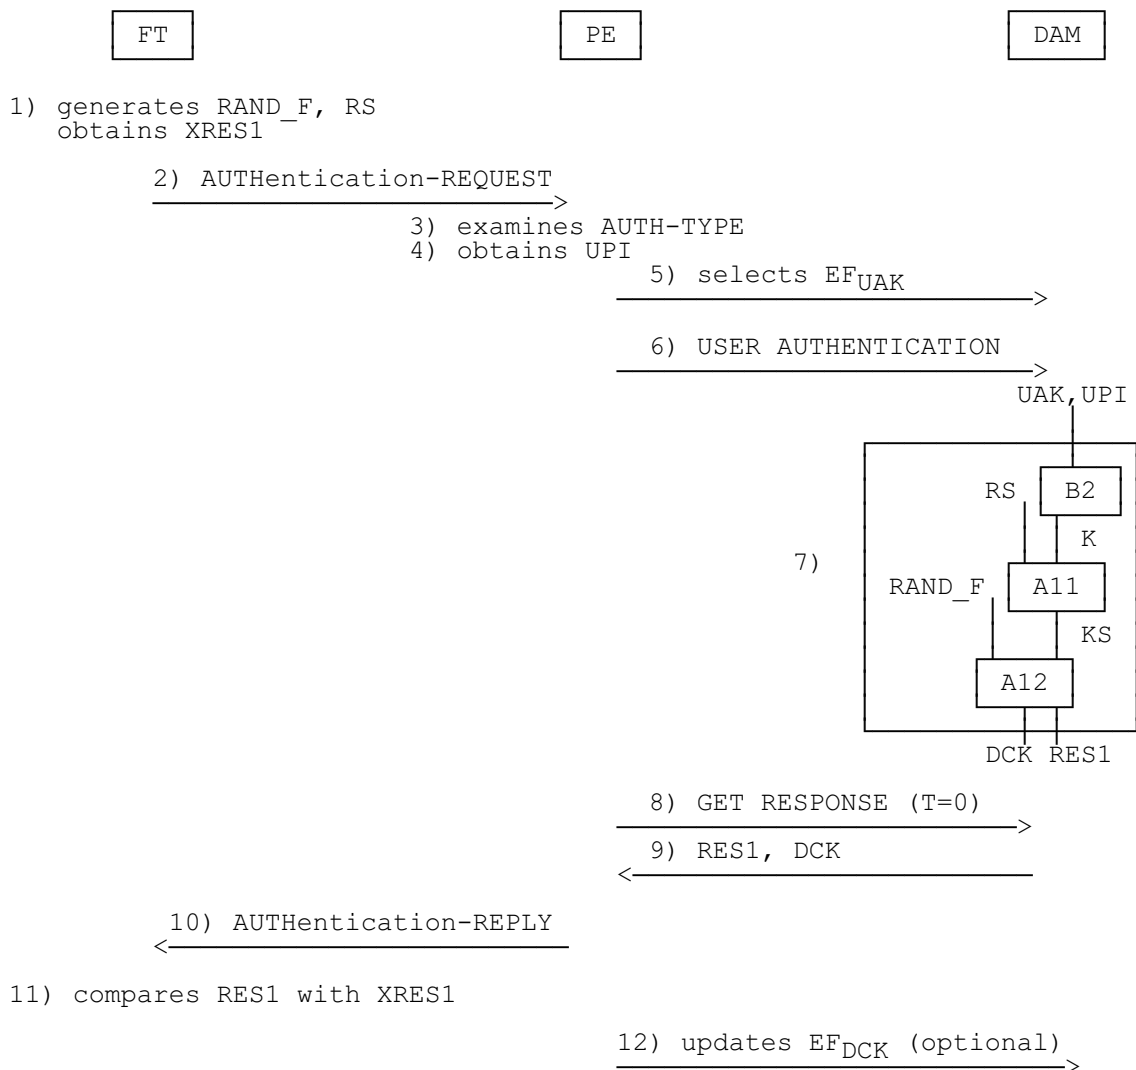 FT PE DAM
1) generates RAND_F, RS
obtains XRES1
2) AUTHentication-REQUEST
3) examines AUTH-TYPE
4) obtains UPI
5) selects EFUAK
6) USER AUTHENTICATION
UAK,UPI
RS B2
K
7)
RAND_F A11
KS
A12
DCK RES1
8) GET RESPONSE (T=0)
9) RES1, DCK
10) AUTHentication-REPLY
11) compares RES1 with XRES1
12) updates EFDCK (optional)